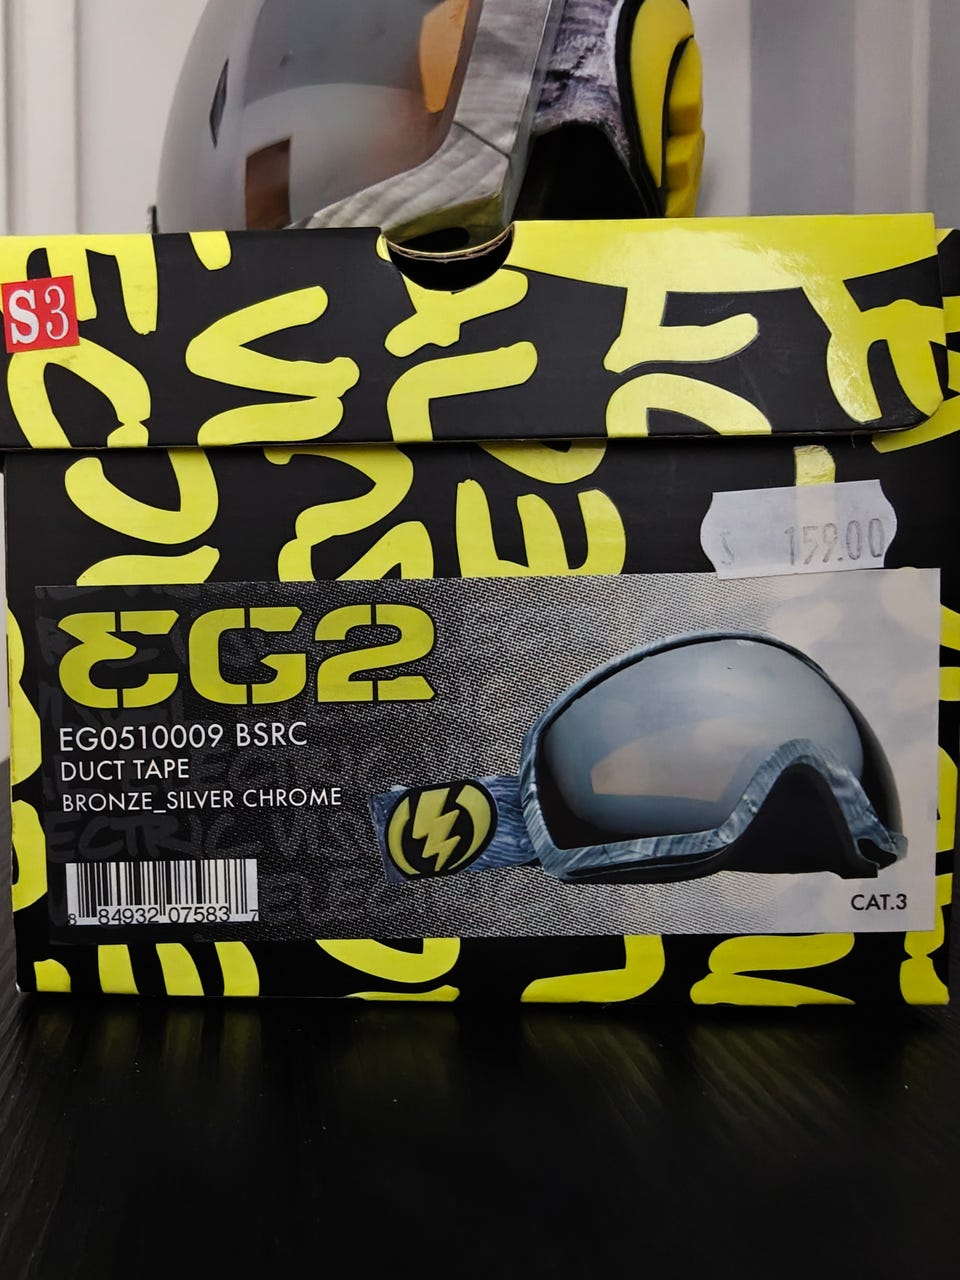 S3
$ 159.00
EG2
EG0510009 BSRC
DUCT TAPE
BRONZE_SILVER CHROME
8 84932 07583 7
CAT.3